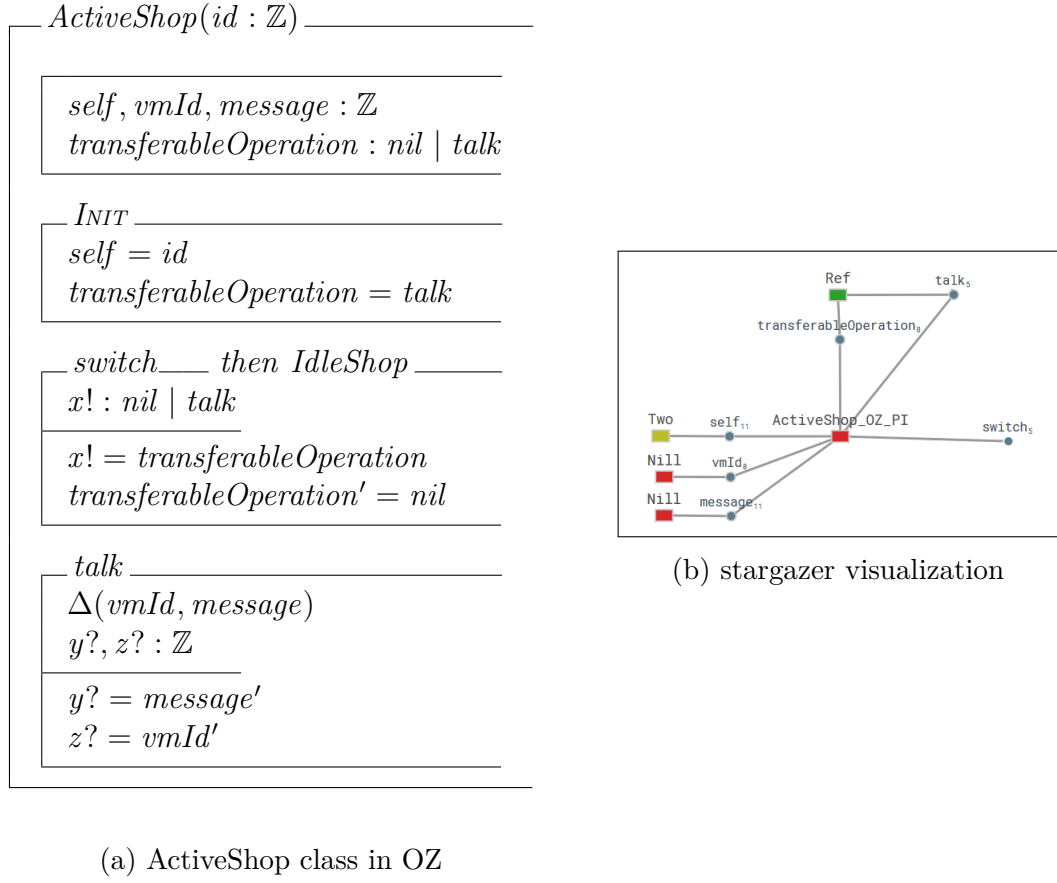 ActiveShop(id : ℤ)
self, vmId, message : ℤ
transferableOperation : nil | talk
INIT
self = id
transferableOperation = talk
switch then IdleShop
x! : nil | talk
x! = transferableOperation
transferableOperation′ = nil
talk
Δ(vmId, message)
y?, z? : ℤ
y? = message′
z? = vmId′
(a) ActiveShop class in OZ
Ref
talk₅
transferableOperation₈
Two
self₁₁
ActiveShop_OZ_PI
switch₅
Nill
vmId₈
Nill
message₁₁
(b) stargazer visualization